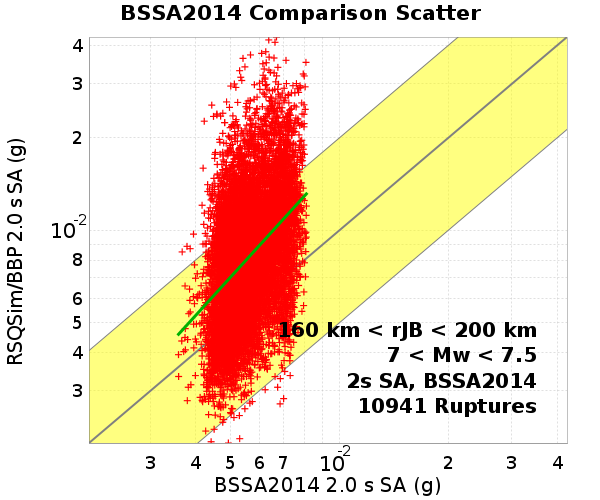 BSSA2014 Comparison Scatter
RSQSim/BBP 2.0 s SA (g)
4
3
2
10-2
8
6
5
4
3
160 km < rJB < 200 km
7 < Mw < 7.5
2s SA, BSSA2014
10941 Ruptures
3 4 5 6 7 10-2 2 3 4
BSSA2014 2.0 s SA (g)